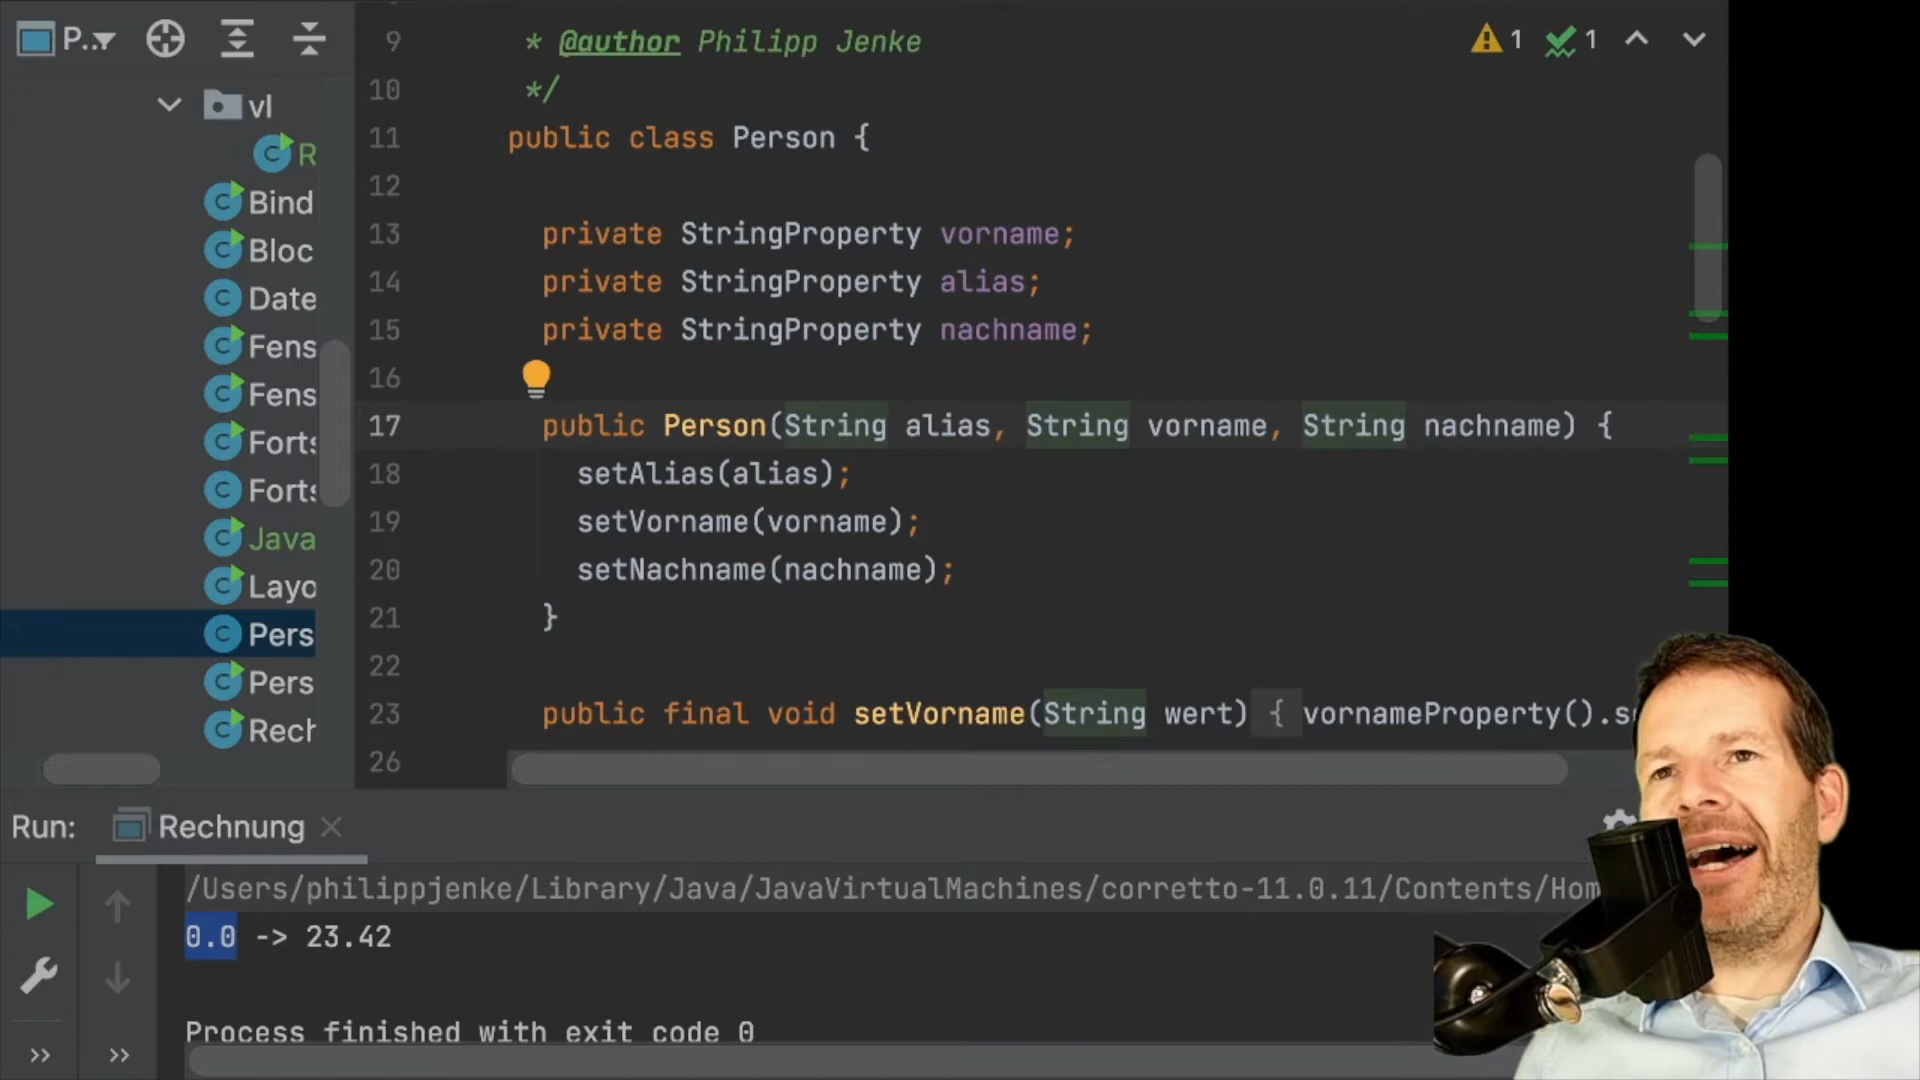 P...
vl
R
Bind
Bloc
Date
Fens
Fens
Forts
Forts
Java
Layo
Pers
Pers
Rech
1 1
9 * @author Philipp Jenke
10 */
11 public class Person {
12
13 private StringProperty vorname;
14 private StringProperty alias;
15 private StringProperty nachname;
16
17 public Person(String alias, String vorname, String nachname) {
18 setAlias(alias);
19 setVorname(vorname);
20 setNachname(nachname);
21 }
22
23 public final void setVorname(String wert) { vornameProperty().s
26
Run: Rechnung
/Users/philippjenke/Library/Java/JavaVirtualMachines/corretto-11.0.11/Contents/Hom
0.0 -> 23.42
Process finished with exit code 0